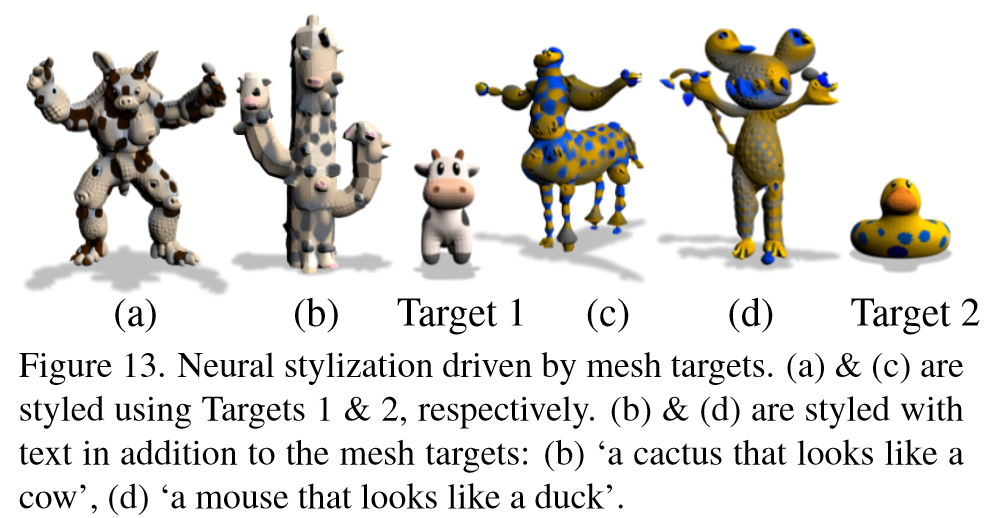 (a) (b) Target 1 (c) (d) Target 2
Figure 13. Neural stylization driven by mesh targets. (a) & (c) are
styled using Targets 1 & 2, respectively. (b) & (d) are styled with
text in addition to the mesh targets: (b) ‘a cactus that looks like a
cow’, (d) ‘a mouse that looks like a duck’.